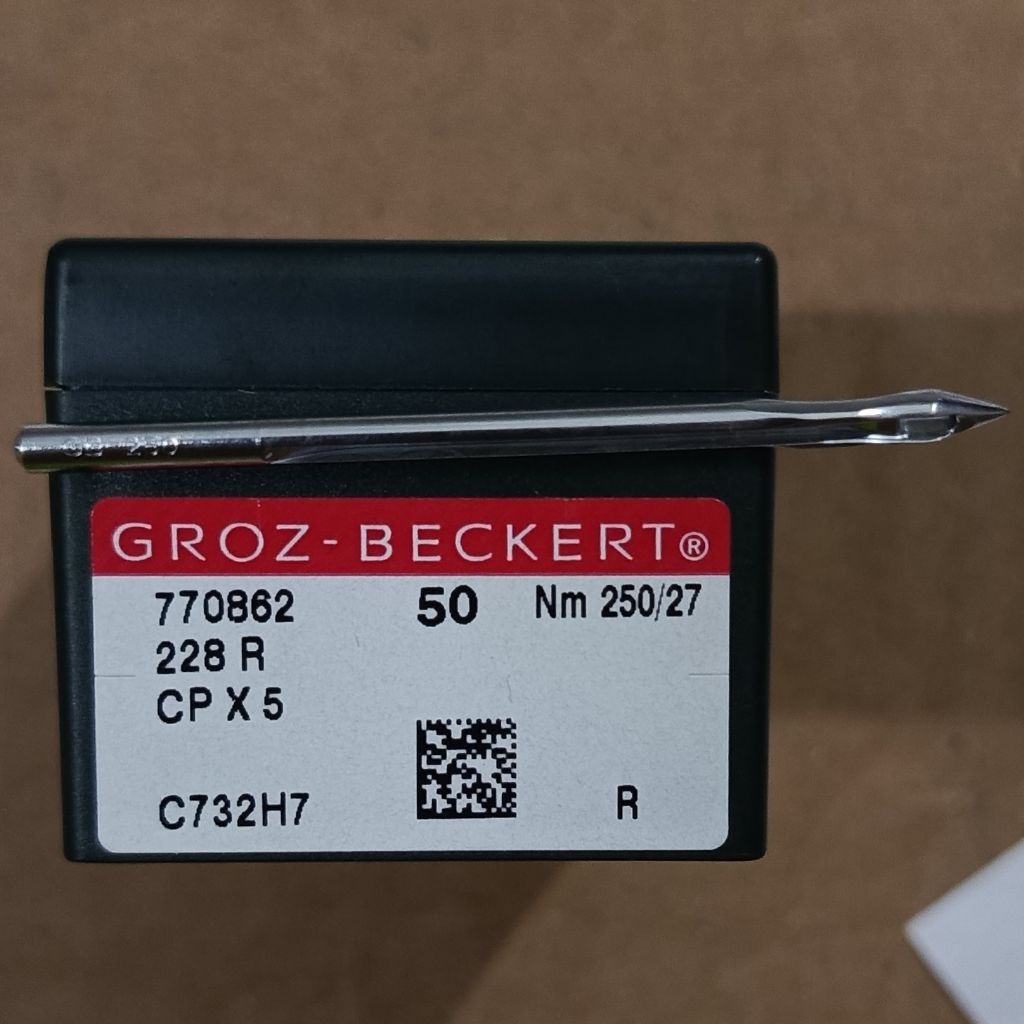 GROZ-BECKERT®
770862 50 Nm 250/27
228 R
CP X 5
C732H7 R